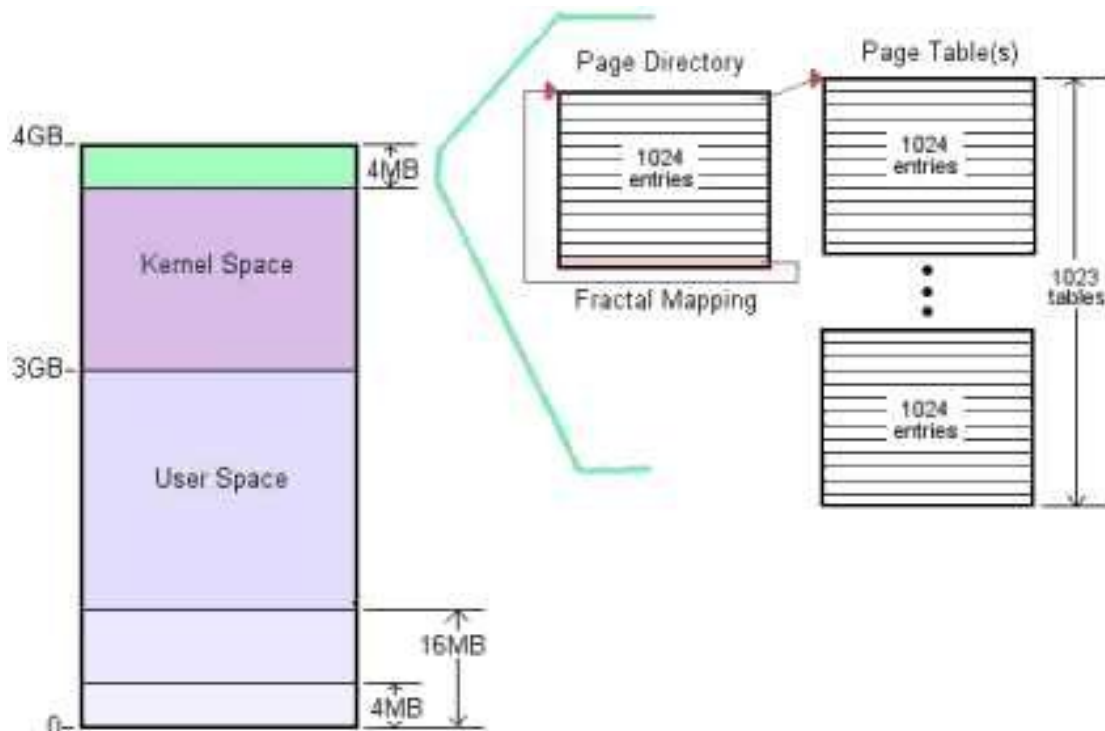 Page Directory
Page Table(s)
4GB
4MB
1024
entries
1024
entries
Kernel Space
Fractal Mapping
1023
tables
3GB
1024
entries
User Space
16MB
4MB
0